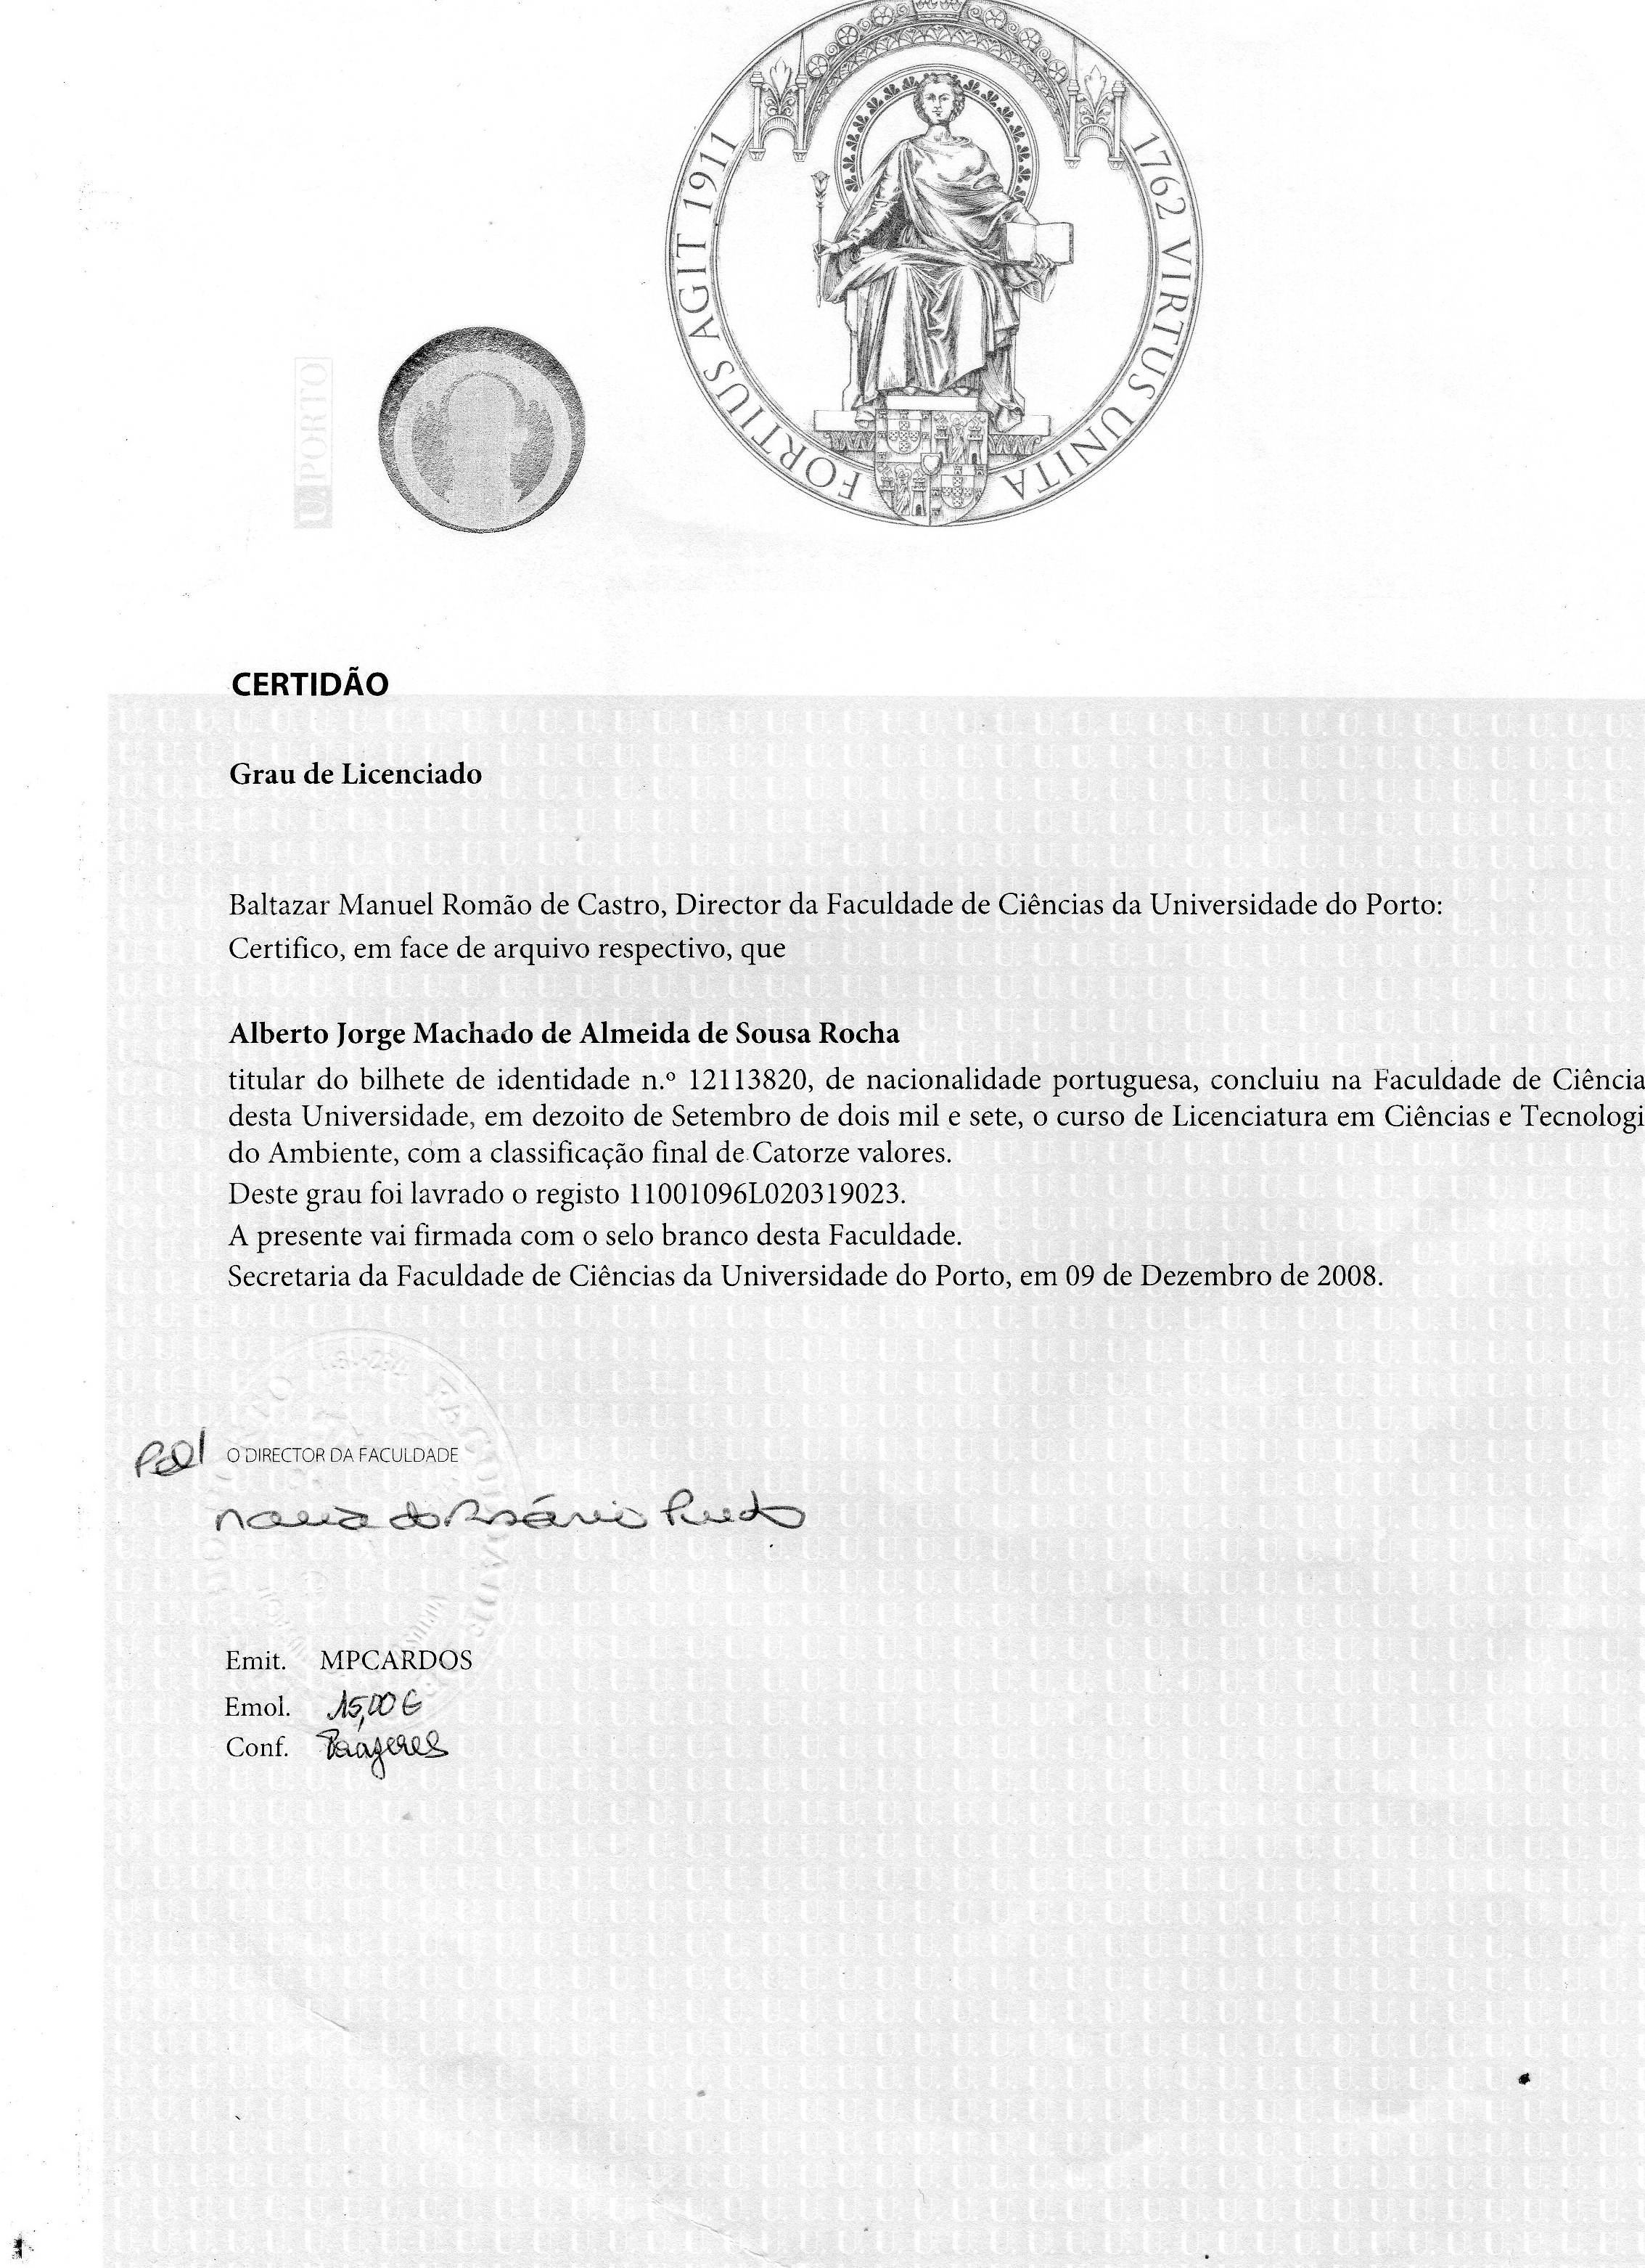 FORTIUS AGIT 1911
1762 VIRTUS UNITA
U.PORTO
CERTIDÃO
Grau de Licenciado
Baltazar Manuel Romão de Castro, Director da Faculdade de Ciências da Universidade do Porto:
Certifico, em face de arquivo respectivo, que
Alberto Jorge Machado de Almeida de Sousa Rocha
titular do bilhete de identidade n.º 12113820, de nacionalidade portuguesa, concluiu na Faculdade de Ciência
desta Universidade, em dezoito de Setembro de dois mil e sete, o curso de Licenciatura em Ciências e Tecnologi
do Ambiente, com a classificação final de Catorze valores.
Deste grau foi lavrado o registo 11001096L020319023.
A presente vai firmada com o selo branco desta Faculdade.
Secretaria da Faculdade de Ciências da Universidade do Porto, em 09 de Dezembro de 2008.
O DIRECTOR DA FACULDADE
Maria do Rosário
Emit. MPCARDOS
Emol. 15,00 €
Conf.